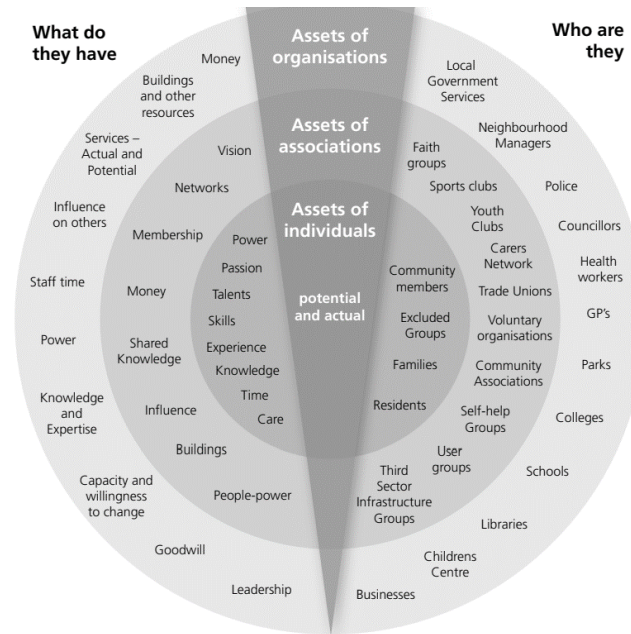 What do
they have
Who are
they
Assets of
organisations
Assets of
associations
Assets of
individuals
potential
and actual
Money
Buildings
and other
resources
Services –
Actual and
Potential
Influence
on others
Staff time
Power
Knowledge
and
Expertise
Capacity and
willingness
to change
Goodwill
Leadership
Vision
Networks
Membership
Money
Shared
Knowledge
Influence
Buildings
People-power
Power
Passion
Talents
Skills
Experience
Knowledge
Time
Care
Community
members
Excluded
Groups
Families
Residents
Faith
groups
Sports clubs
Youth
Clubs
Carers
Network
Trade Unions
Voluntary
organisations
Community
Associations
Self-help
Groups
User
groups
Third
Sector
Infrastructure
Groups
Local
Government
Services
Neighbourhood
Managers
Police
Councillors
Health
workers
GP's
Parks
Colleges
Schools
Libraries
Childrens
Centre
Businesses